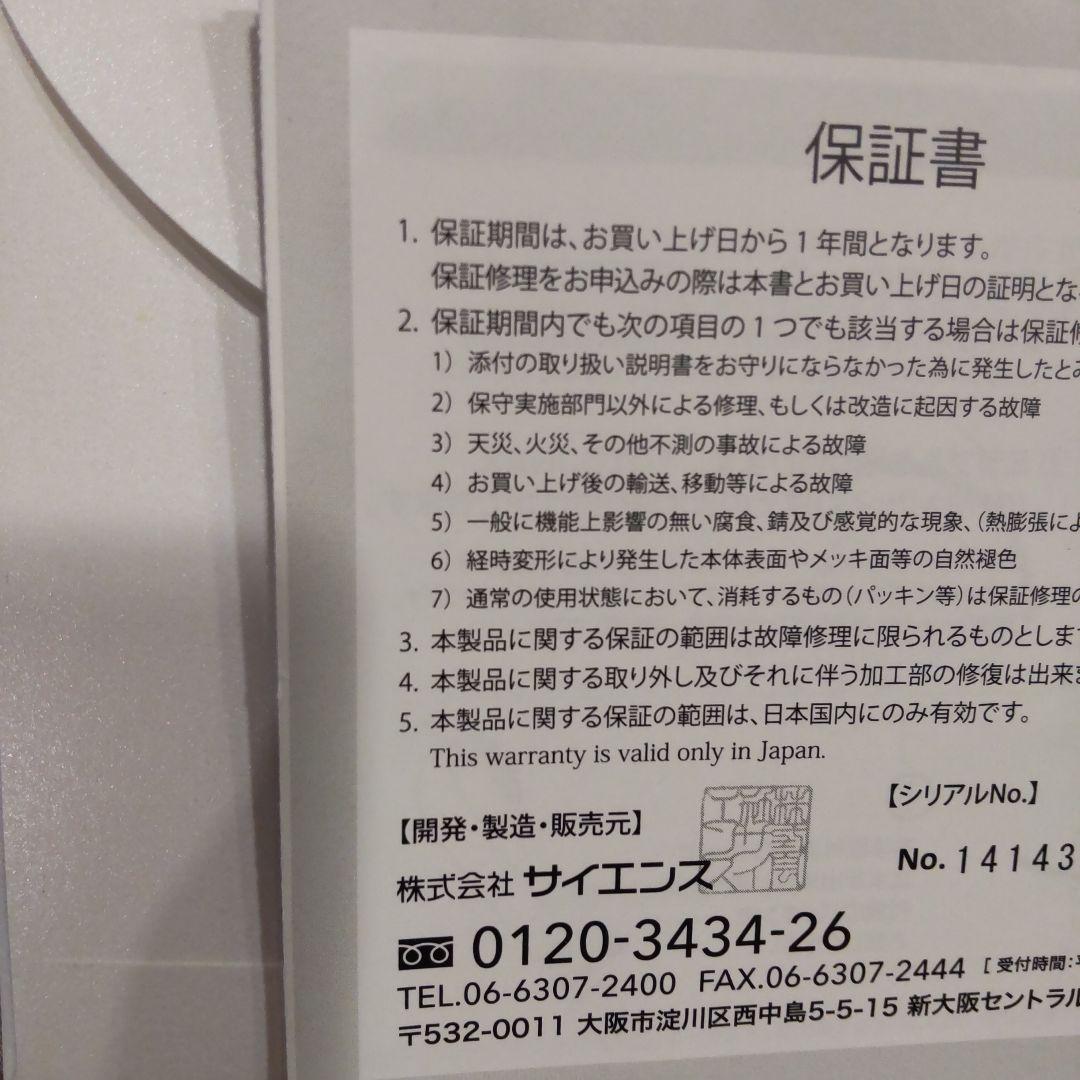 保証書
1. 保証期間は、お買い上げ日から1年間となります。
保証修理をお申込みの際は本書とお買い上げ日の証明とな
2. 保証期間内でも次の項目の1つでも該当する場合は保証修
1) 添付の取り扱い説明書をお守りにならなかった為に発生したとみ
2) 保守実施部門以外による修理、もしくは改造に起因する故障
3) 天災、火災、その他不測の事故による故障
4) お買い上げ後の輸送、移動等による故障
5) 一般に機能上影響の無い腐食、錆及び感覚的な現象、(熱膨張によ
6) 経時変形により発生した本体表面やメッキ面等の自然褪色
7) 通常の使用状態において、消耗するもの(パッキン等)は保証修理の
3. 本製品に関する保証の範囲は故障修理に限られるものとしま
4. 本製品に関する取り外し及びそれに伴う加工部の修復は出来ま
5. 本製品に関する保証の範囲は、日本国内にのみ有効です。
This warranty is valid only in Japan.
【シリアルNo.】
No. 14143
【開発・製造・販売元】
株式会社 サイエンス
0120-3434-26
TEL.06-6307-2400 FAX.06-6307-2444 [ 受付時間:平
〒532-0011 大阪市淀川区西中島5-5-15 新大阪セントラル